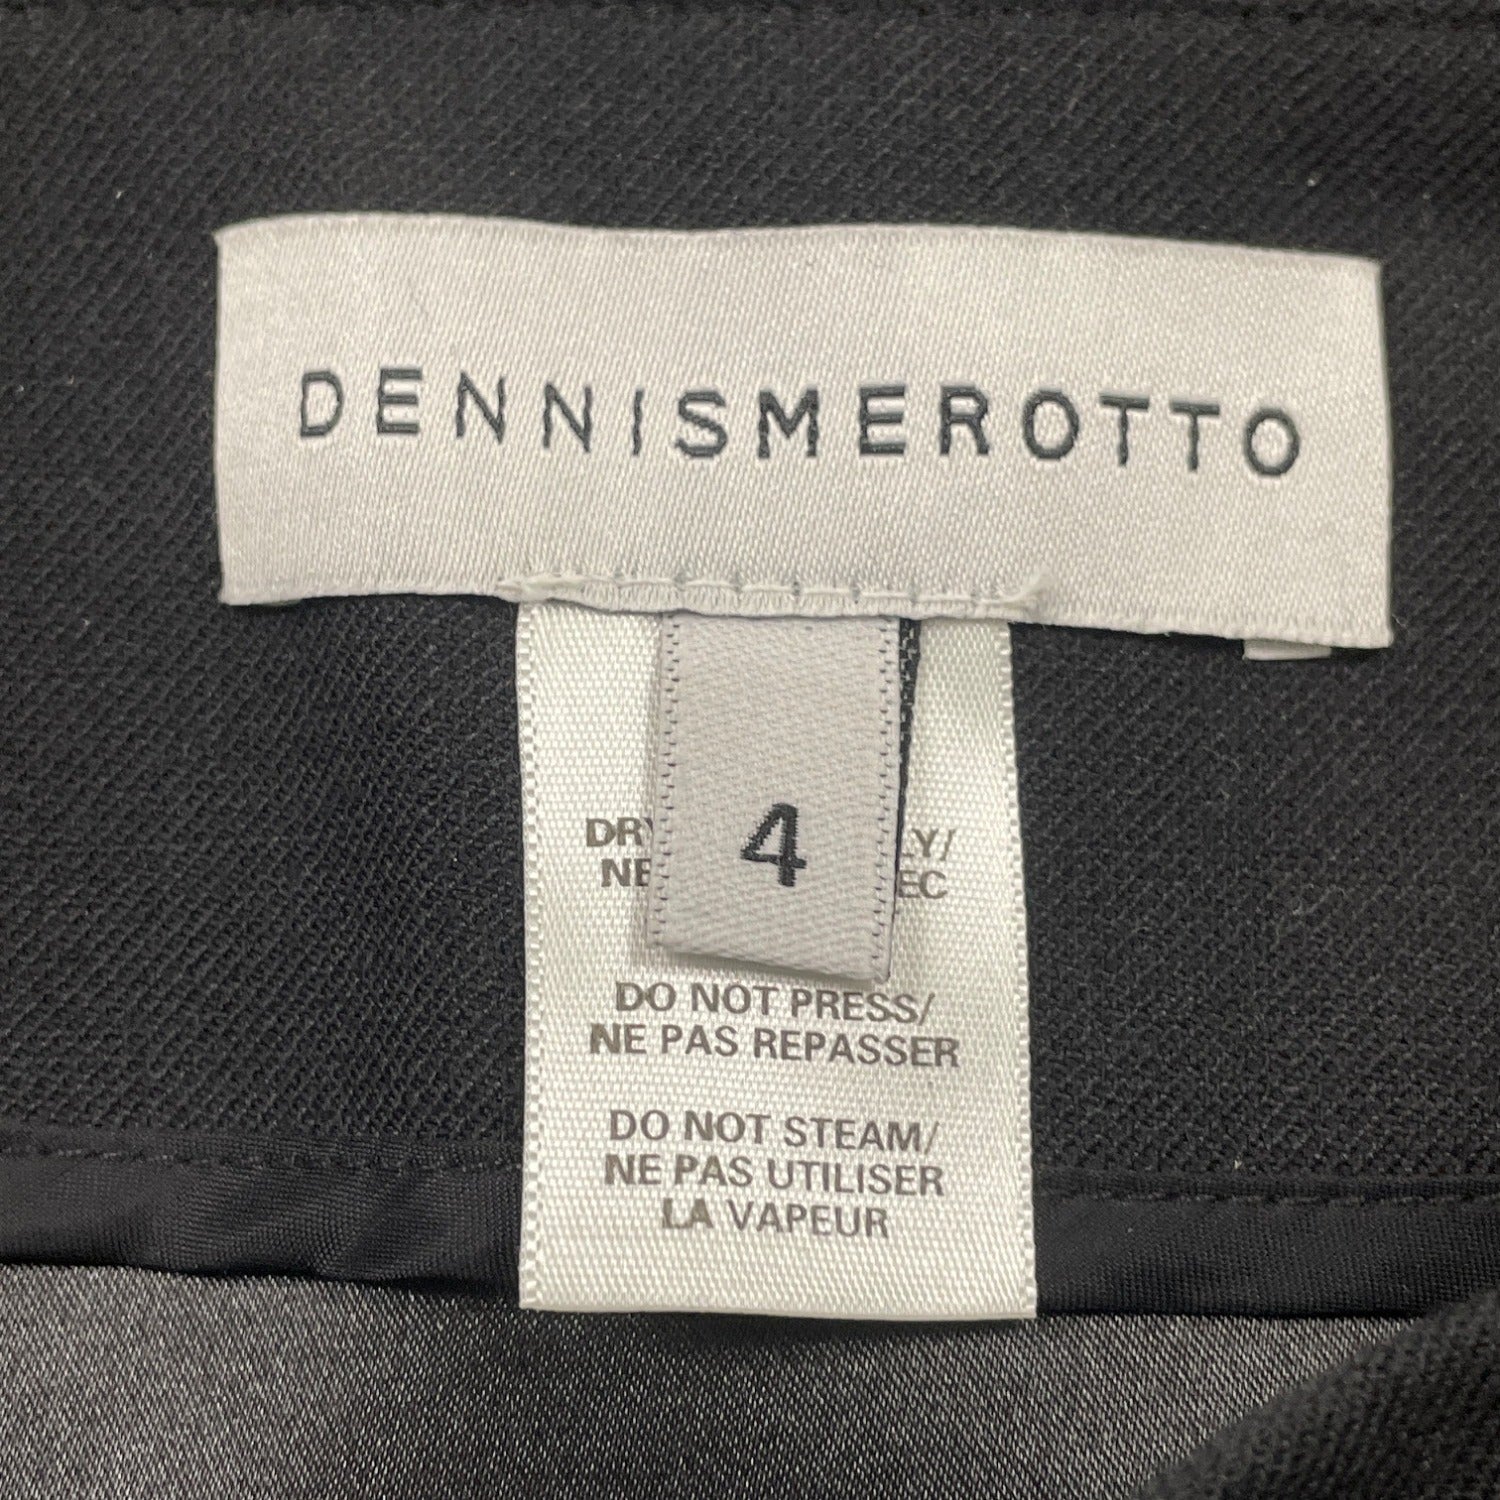 DENNISMEROTTO
4
DO NOT PRESS/
NE PAS REPASSER
DO NOT STEAM/
NE PAS UTILISER
LA VAPEUR